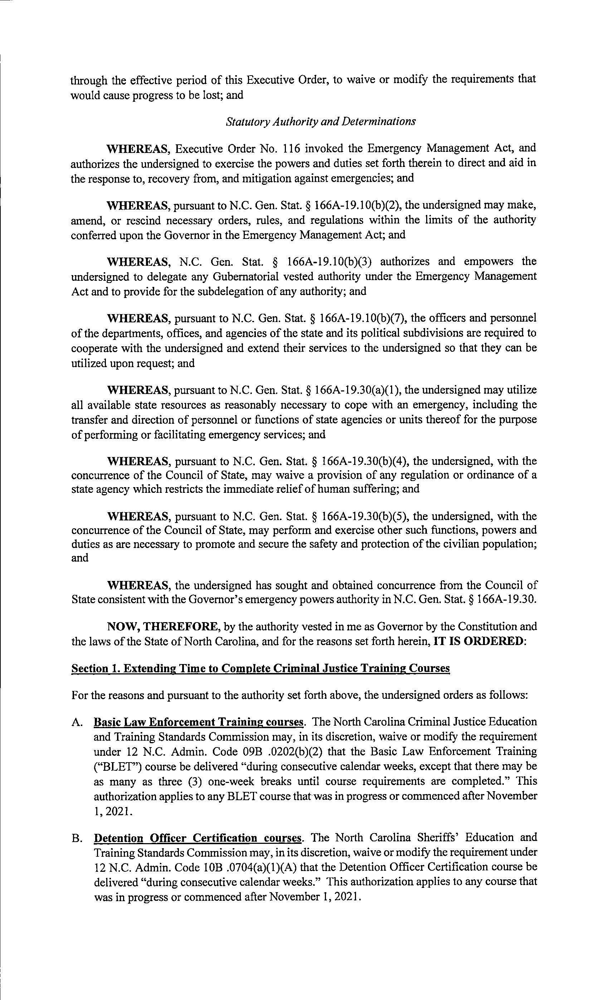 through the effective period of this Executive Order, to waive or modify the requirements that
would cause progress to be lost; and
Statutory Authority and Determinations
WHEREAS, Executive Order No. 116 invoked the Emergency Management Act, and
authorizes the undersigned to exercise the powers and duties set forth therein to direct and aid in
the response to, recovery from, and mitigation against emergencies; and
WHEREAS, pursuant to N.C. Gen. Stat. § 166A-19.10(b)(2), the undersigned may make,
amend, or rescind necessary orders, rules, and regulations within the limits of the authority
conferred upon the Governor in the Emergency Management Act; and
WHEREAS, N.C. Gen. Stat. § 166A-19.10(b)(3) authorizes and empowers the
undersigned to delegate any Gubernatorial vested authority under the Emergency Management
Act and to provide for the subdelegation of any authority; and
WHEREAS, pursuant to N.C. Gen. Stat. § 166A-19.10(b)(7), the officers and personnel
of the departments, offices, and agencies of the state and its political subdivisions are required to
cooperate with the undersigned and extend their services to the undersigned so that they can be
utilized upon request; and
WHEREAS, pursuant to N.C. Gen. Stat. § 166A-19.30(a)(1), the undersigned may utilize
all available state resources as reasonably necessary to cope with an emergency, including the
transfer and direction of personnel or functions of state agencies or units thereof for the purpose
of performing or facilitating emergency services; and
WHEREAS, pursuant to N.C. Gen. Stat. § 166A-19.30(b)(4), the undersigned, with the
concurrence of the Council of State, may waive a provision of any regulation or ordinance of a
state agency which restricts the immediate relief of human suffering; and
WHEREAS, pursuant to N.C. Gen. Stat. § 166A-19.30(b)(5), the undersigned, with the
concurrence of the Council of State, may perform and exercise other such functions, powers and
duties as are necessary to promote and secure the safety and protection of the civilian population;
and
WHEREAS, the undersigned has sought and obtained concurrence from the Council of
State consistent with the Governor's emergency powers authority in N.C. Gen. Stat. § 166A-19.30.
NOW, THEREFORE, by the authority vested in me as Governor by the Constitution and
the laws of the State of North Carolina, and for the reasons set forth herein, IT IS ORDERED:
Section 1. Extending Time to Complete Criminal Justice Training Courses
For the reasons and pursuant to the authority set forth above, the undersigned orders as follows:
A. Basic Law Enforcement Training courses. The North Carolina Criminal Justice Education
and Training Standards Commission may, in its discretion, waive or modify the requirement
under 12 N.C. Admin. Code 09B .0202(b)(2) that the Basic Law Enforcement Training
(“BLET”) course be delivered “during consecutive calendar weeks, except that there may be
as many as three (3) one-week breaks until course requirements are completed.” This
authorization applies to any BLET course that was in progress or commenced after November
1, 2021.
B. Detention Officer Certification courses. The North Carolina Sheriffs’ Education and
Training Standards Commission may, in its discretion, waive or modify the requirement under
12 N.C. Admin. Code 10B .0704(a)(1)(A) that the Detention Officer Certification course be
delivered “during consecutive calendar weeks.” This authorization applies to any course that
was in progress or commenced after November 1, 2021.